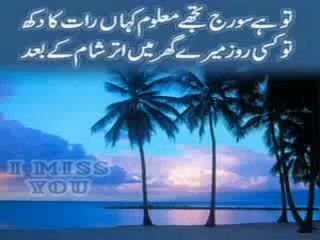 تو ہے سورج تجھے معلوم کہاں رات کا دکھ
تو کسی روز میرے گھر میں اتر شام کے بعد
I MISS
YOU